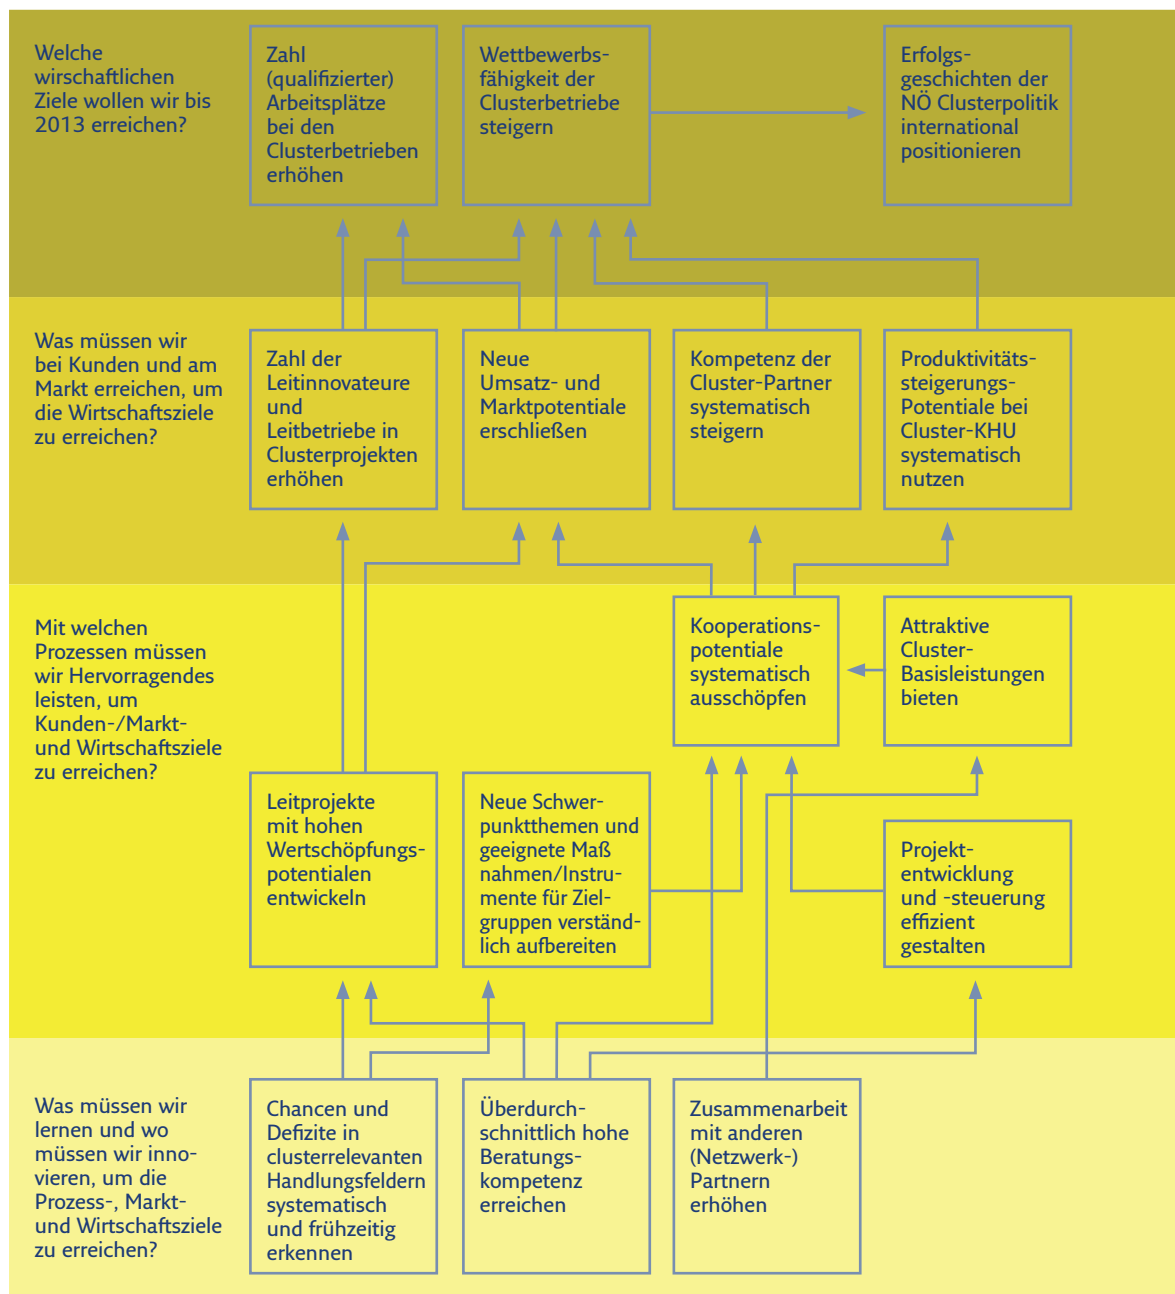 Welche
wirschaftlichen
Ziele wollen wir bis
2013 erreichen?
Zahl
(qualifizierter)
Arbeitsplätze
bei den
Clusterbetrieben
erhöhen
Wettbewerbs-
fähigkeit der
Clusterbetriebe
steigern
Erfolgs-
geschichten der
NÖ Clusterpolitik
international
positionieren
Was müssen wir
bei Kunden und am
Markt erreichen, um
die Wirtschaftsziele
zu erreichen?
Zahl der
Leitinnovateure
und
Leitbetriebe in
Clusterprojekten
erhöhen
Neue
Umsatz- und
Marktpotentiale
erschließen
Kompetenz der
Cluster-Partner
systematisch
steigern
Produktivitäts-
steigerungs-
Potentiale bei
Cluster-KHU
systematisch
nutzen
Mit welchen
Prozessen müssen
wir Hervorragendes
leisten, um
Kunden-/Markt-
und Wirtschaftsziele
zu erreichen?
Kooperations-
potentiale
systematisch
ausschöpfen
Attraktive
Cluster-
Basisleistungen
bieten
Leitprojekte
mit hohen
Wertschöpfungs-
potentialen
entwickeln
Neue Schwer-
punktthemen und
geeignete Maß
nahmen/Instru-
mente für Ziel-
gruppen verständ-
lich aufbereiten
Projekt-
entwicklung
und -steuerung
effizient
gestalten
Was müssen wir
lernen und wo
müssen wir inno-
vieren, um die
Prozess-, Markt-
und Wirtschaftsziele
zu erreichen?
Chancen und
Defizite in
clusterrelevanten
Handlungsfeldern
systematisch
und frühzeitig
erkennen
Überdurch-
schnittlich hohe
Beratungs-
kompetenz
erreichen
Zusammenarbeit
mit anderen
(Netzwerk-)
Partnern
erhöhen